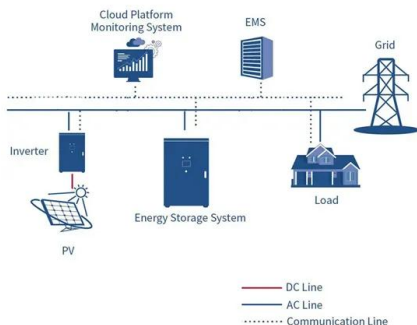 Cloud Platform
Monitoring System
EMS
Grid
Inverter
Energy Storage System
Load
PV
DC Line
AC Line
Communication Line